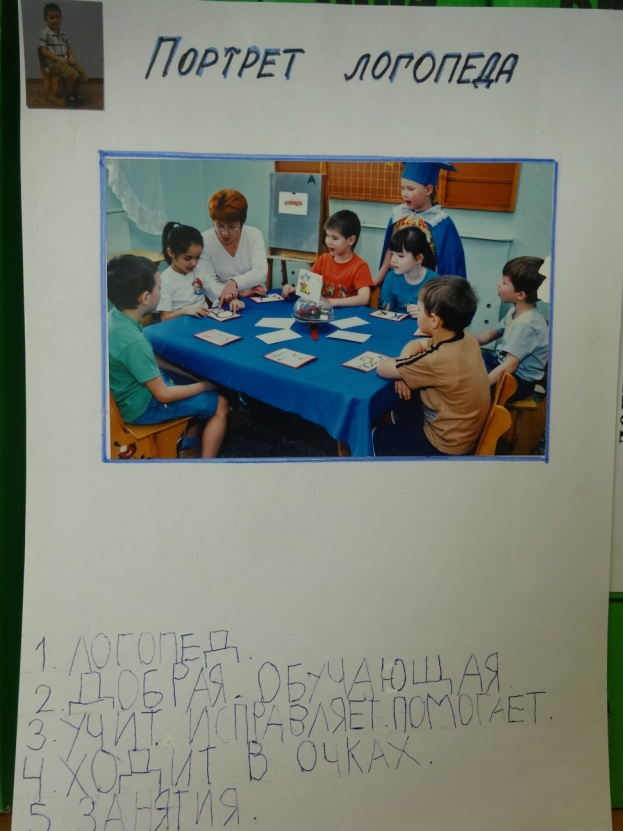 ПОРТРЕТ ЛОГОПЕДА
А
1. ЛОГОПЕД.
2. ДОБРАЯ. ОБУЧАЮЩАЯ.
3. УЧИТ. ИСПРАВЛЯЕТ. ПОМОГАЕТ.
4. ХОДИТ В ОЧКАХ.
5. ЗАНЯТИЯ.